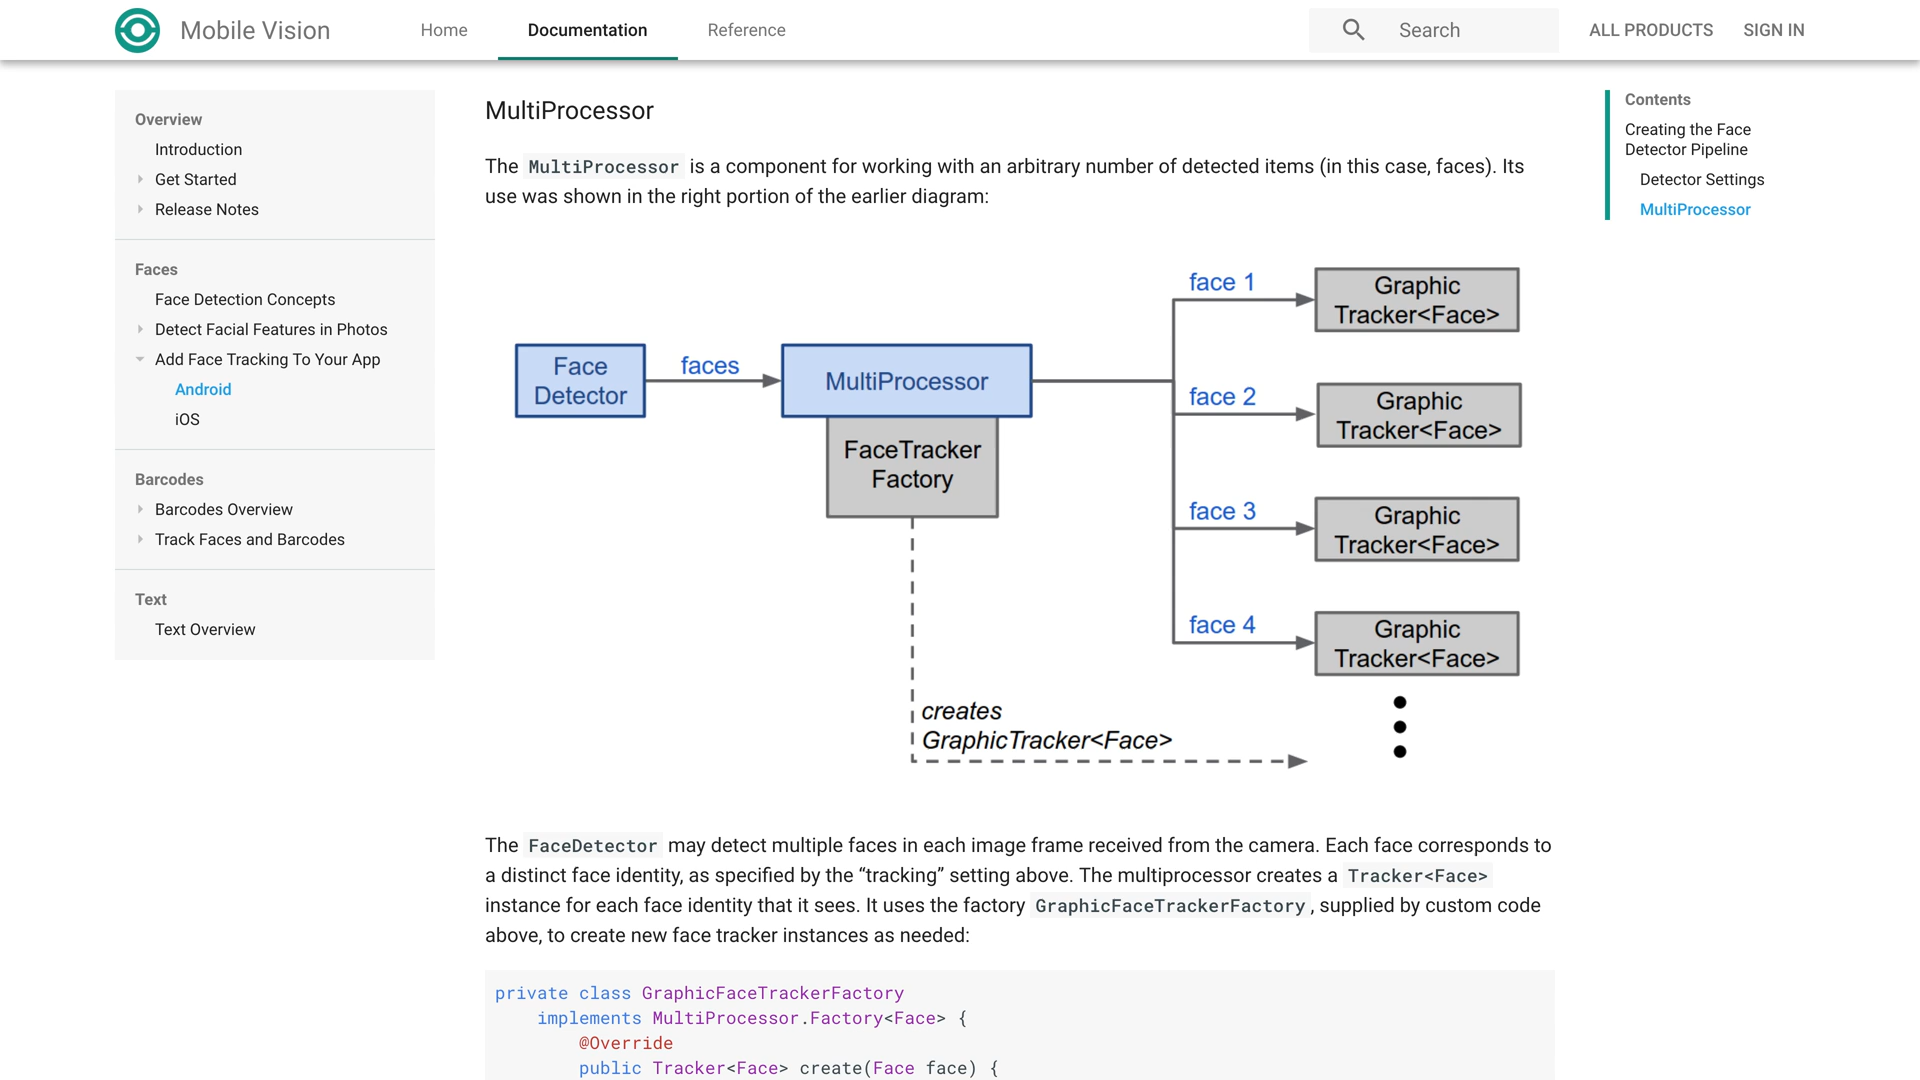 Mobile Vision
Home
Documentation
Reference
Search
ALL PRODUCTS
SIGN IN
Overview
Introduction
Get Started
Release Notes
Faces
Face Detection Concepts
Detect Facial Features in Photos
Add Face Tracking To Your App
Android
iOS
Barcodes
Barcodes Overview
Track Faces and Barcodes
Text
Text Overview
MultiProcessor
The MultiProcessor is a component for working with an arbitrary number of detected items (in this case, faces). Its
use was shown in the right portion of the earlier diagram:
Face
Detector
faces
MultiProcessor
FaceTracker
Factory
face 1
Graphic
Tracker<Face>
face 2
Graphic
Tracker<Face>
face 3
Graphic
Tracker<Face>
face 4
Graphic
Tracker<Face>
creates
GraphicTracker<Face>
The FaceDetector may detect multiple faces in each image frame received from the camera. Each face corresponds to
a distinct face identity, as specified by the “tracking” setting above. The multiprocessor creates a Tracker<Face>
instance for each face identity that it sees. It uses the factory GraphicFaceTrackerFactory, supplied by custom code
above, to create new face tracker instances as needed:
private class GraphicFaceTrackerFactory
implements MultiProcessor.Factory<Face> {
@Override
public Tracker<Face> create(Face face) {
Contents
Creating the Face
Detector Pipeline
Detector Settings
MultiProcessor